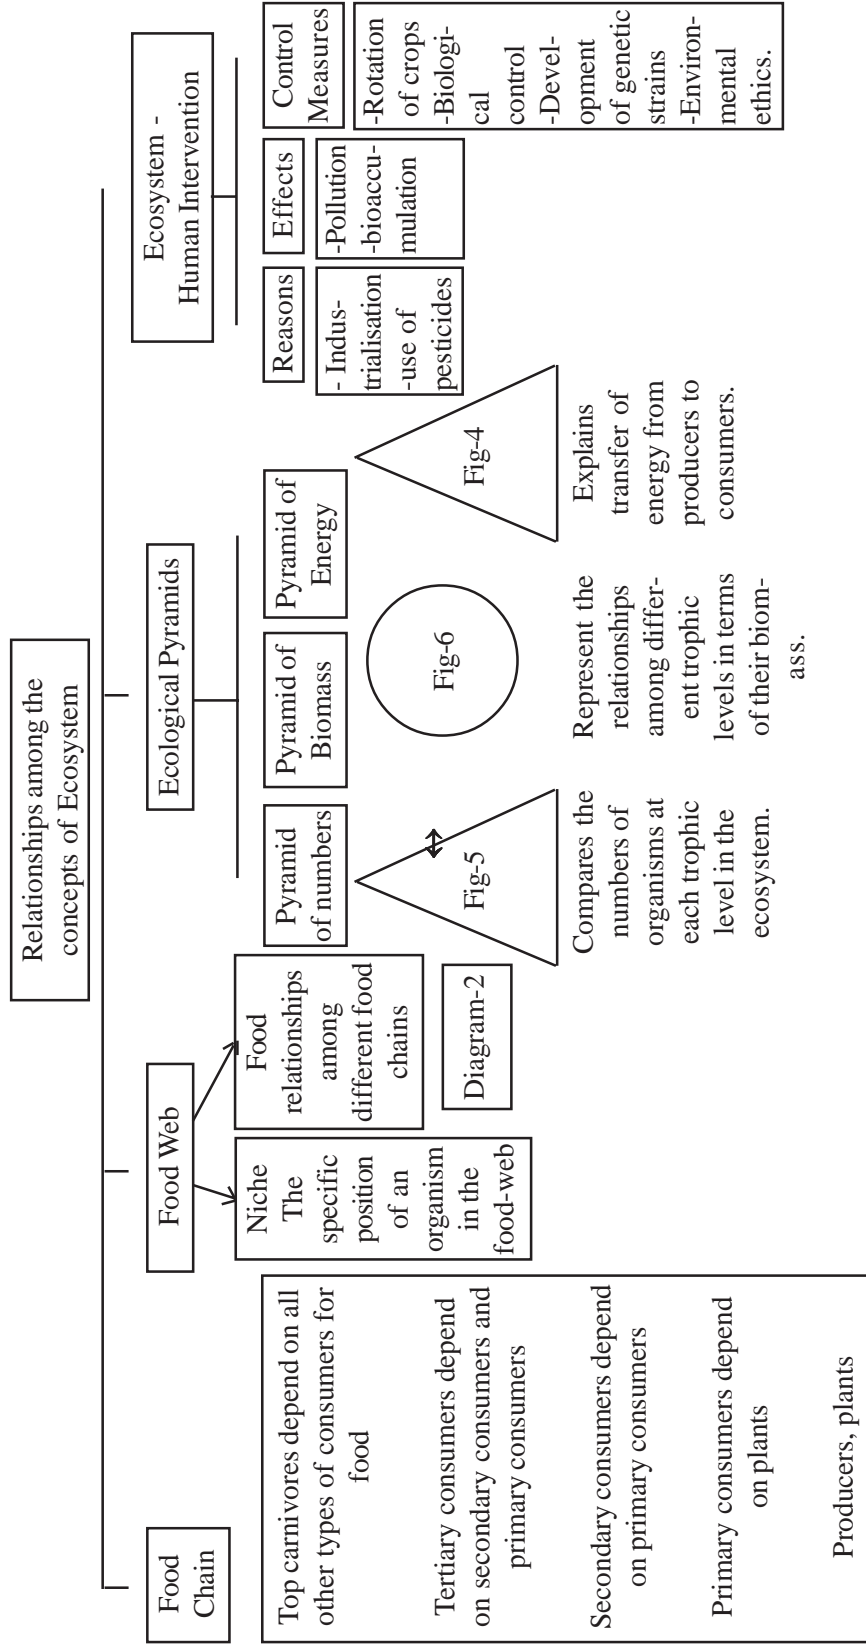 Relationships among the
concepts of Ecosystem
Food
Chain
Top carnivores depend on all
other types of consumers for
food
Tertiary consumers depend
on secondary consumers and
primary consumers
Secondary consumers depend
on primary consumers
Primary consumers depend
on plants
Producers, plants
Food Web
Niche
The
specific
position
of an
organism
in the
food-web
Food
relationships
among
different food
chains
Diagram-2
Ecological Pyramids
Pyramid
of numbers
Fig-5
Compares the
numbers of
organisms at
each trophic
level in the
ecosystem.
Pyramid of
Biomass
Fig-6
Represent the
relationships
among differ-
ent trophic
levels in terms
of their biom-
ass.
Pyramid of
Energy
Fig-4
Explains
transfer of
energy from
producers to
consumers.
Ecosystem -
Human Intervention
Reasons
- Indus-
trialisation
-use of
pesticides
Effects
-Pollution
-bioaccu-
mulation
Control
Measures
-Rotation
of crops
-Biologi-
cal
control
-Devel-
opment
of genetic
strains
-Environ-
mental
ethics.